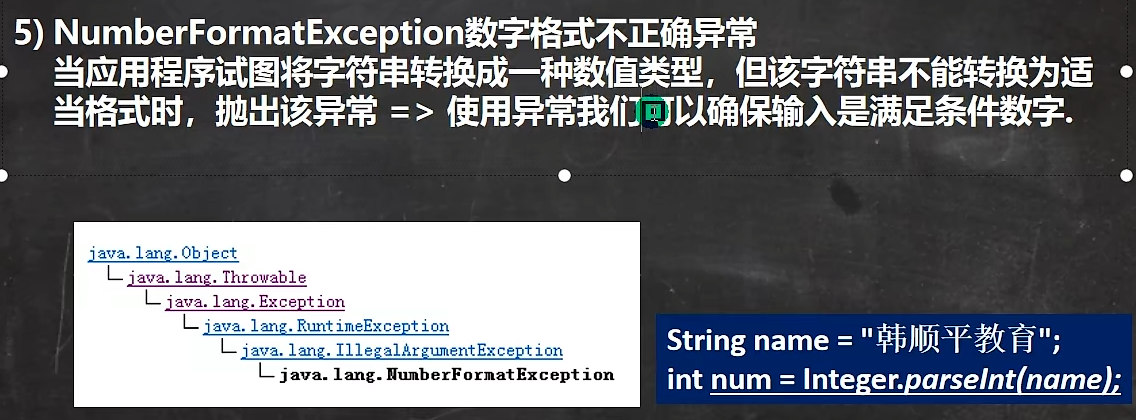 5) NumberFormatException数字格式不正确异常
当应用程序试图将字符串转换成一种数值类型，但该字符串不能转换为适
当格式时，抛出该异常 => 使用异常我们可以确保输入是满足条件数字.
java.lang.Object
java.lang.Throwable
java.lang.Exception
java.lang.RuntimeException
java.lang.IllegalArgumentException
java.lang.NumberFormatException
String name = "韩顺平教育";
int num = Integer.parseInt(name);